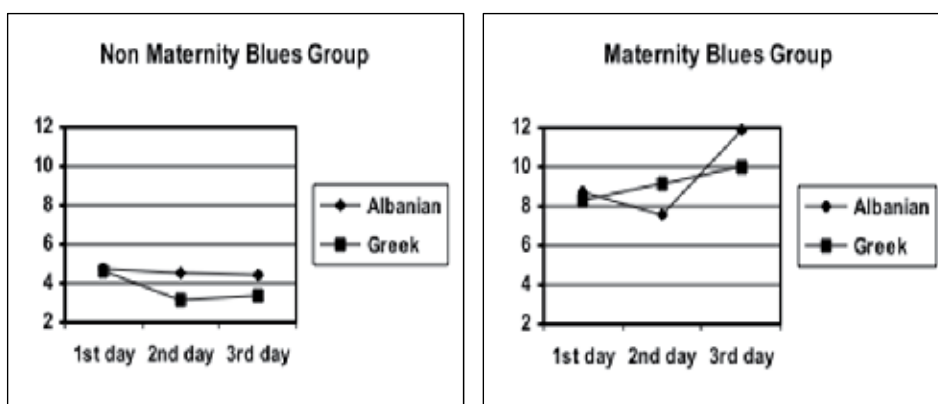 Non Maternity Blues Group
12
10
8
6
4
2
1st day 2nd day 3rd day
Albanian
Greek
Maternity Blues Group
12
10
8
6
4
2
1st day 2nd day 3rd day
Albanian
Greek